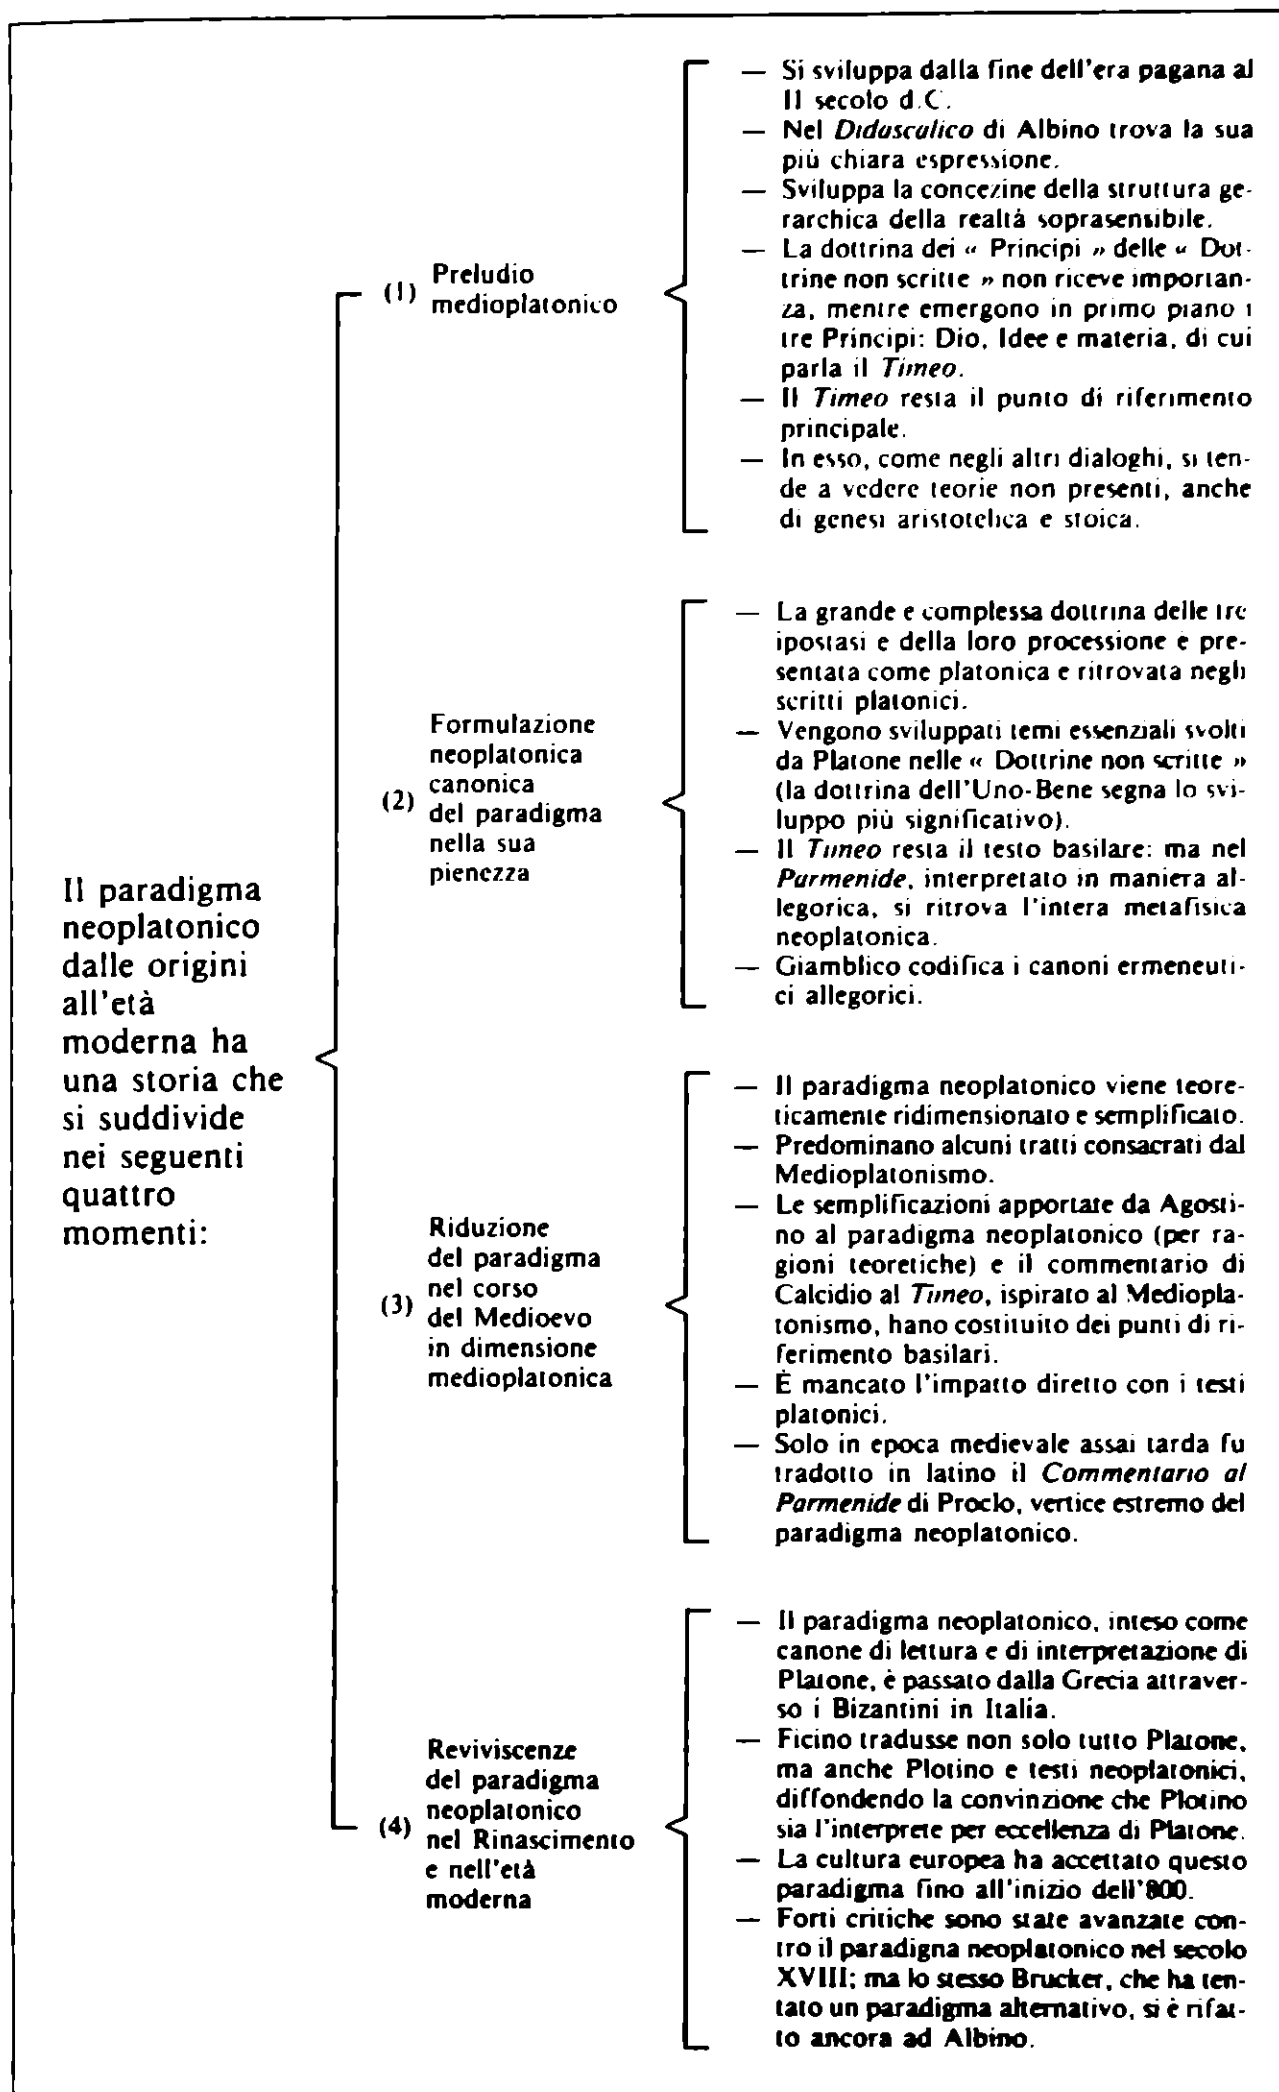 Il paradigma
neoplatonico
dalle origini
all'età
moderna ha
una storia che
si suddivide
nei seguenti
quattro
momenti:
(1) Preludio
medioplatonico
— Si sviluppa dalla fine dell'era pagana al
II secolo d.C.
— Nel Didascalico di Albino trova la sua
più chiara espressione.
— Sviluppa la concezine della struttura ge-
rarchica della realtà soprasensibile.
— La dottrina dei « Principi » delle « Dot-
trine non scritte » non riceve importan-
za, mentre emergono in primo piano i
tre Principi: Dio, Idee e materia, di cui
parla il Timeo.
— Il Timeo resta il punto di riferimento
principale.
— In esso, come negli altri dialoghi, si ten-
de a vedere teorie non presenti, anche
di genesi aristotelica e stoica.
Formulazione
neoplatonica
canonica
(2) del paradigma
nella sua
pienezza
— La grande e complessa dottrina delle tre
ipostasi e della loro processione è pre-
sentata come platonica e ritrovata negli
scritti platonici.
— Vengono sviluppati temi essenziali svolti
da Platone nelle « Dottrine non scritte »
(la dottrina dell'Uno-Bene segna lo svi-
luppo più significativo).
— Il Timeo resta il testo basilare: ma nel
Parmenide, interpretato in maniera al-
legorica, si ritrova l'intera metafisica
neoplatonica.
— Giamblico codifica i canoni ermeneuti-
ci allegorici.
Riduzione
del paradigma
nel corso
(3) del Medioevo
in dimensione
medioplatonica
— Il paradigma neoplatonico viene teore-
ticamente ridimensionato e semplificato.
— Predominano alcuni tratti consacrati dal
Medioplatonismo.
— Le semplificazioni apportate da Agosti-
no al paradigma neoplatonico (per ra-
gioni teoretiche) e il commentario di
Calcidio al Timeo, ispirato al Mediopla-
tonismo, hano costituito dei punti di ri-
ferimento basilari.
— È mancato l'impatto diretto con i testi
platonici.
— Solo in epoca medievale assai tarda fu
tradotto in latino il Commentario al
Parmenide di Proclo, vertice estremo del
paradigma neoplatonico.
Reviviscenze
del paradigma
neoplatonico
(4) nel Rinascimento
e nell'età
moderna
— Il paradigma neoplatonico, inteso come
canone di lettura e di interpretazione di
Platone, è passato dalla Grecia attraver-
so i Bizantini in Italia.
— Ficino tradusse non solo tutto Platone,
ma anche Plotino e testi neoplatonici,
diffondendo la convinzione che Plotino
sia l'interprete per eccellenza di Platone.
— La cultura europea ha accettato questo
paradigma fino all'inizio dell'800.
— Forti critiche sono state avanzate con-
tro il paradigna neoplatonico nel secolo
XVIII; ma lo stesso Brucker, che ha ten-
tato un paradigma alternativo, si è rifat-
to ancora ad Albino.